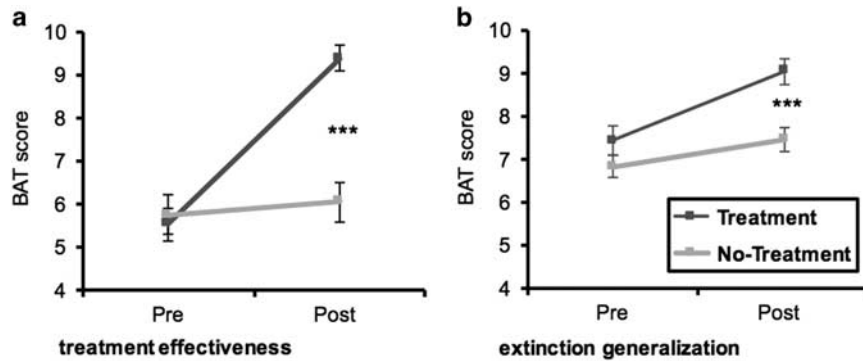 a
10
9
8
7
6
5
4
BAT score
***
Pre Post
treatment effectiveness
b
10
9
8
7
6
5
4
BAT score
***
Treatment
No-Treatment
Pre Post
extinction generalization